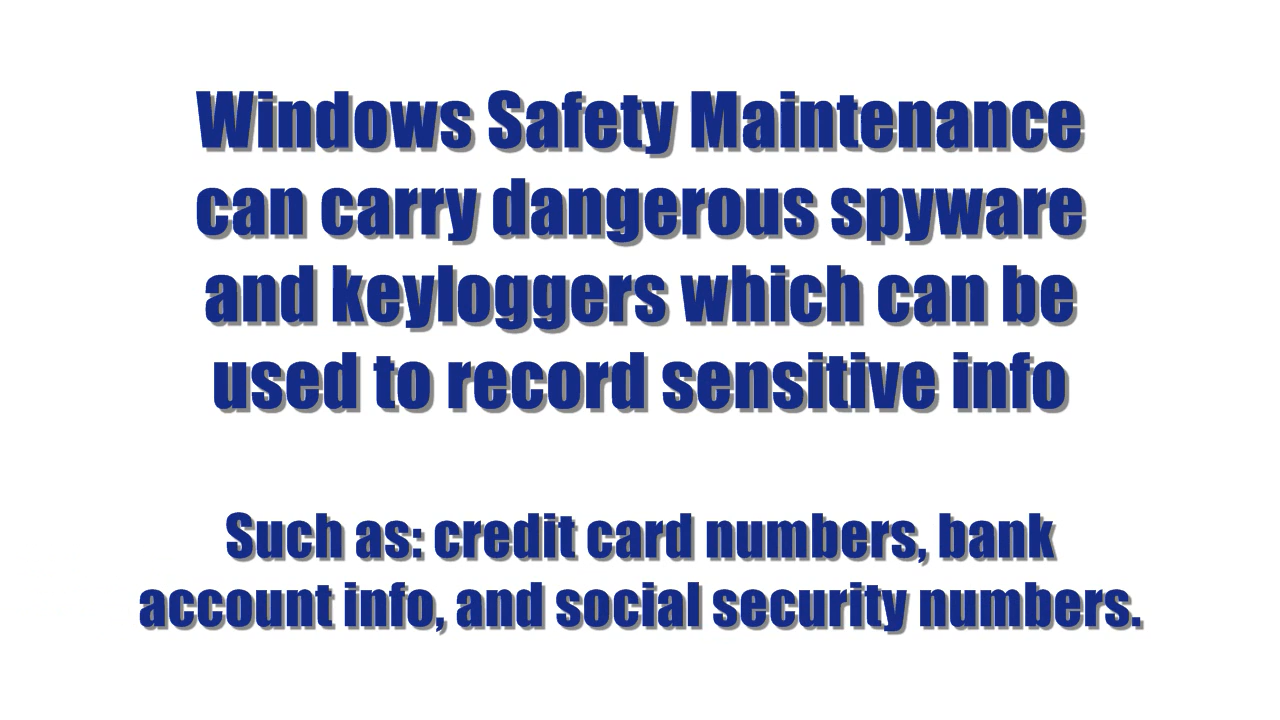 Windows Safety Maintenance
can carry dangerous spyware
and keyloggers which can be
used to record sensitive info
Such as: credit card numbers, bank
account info, and social security numbers.